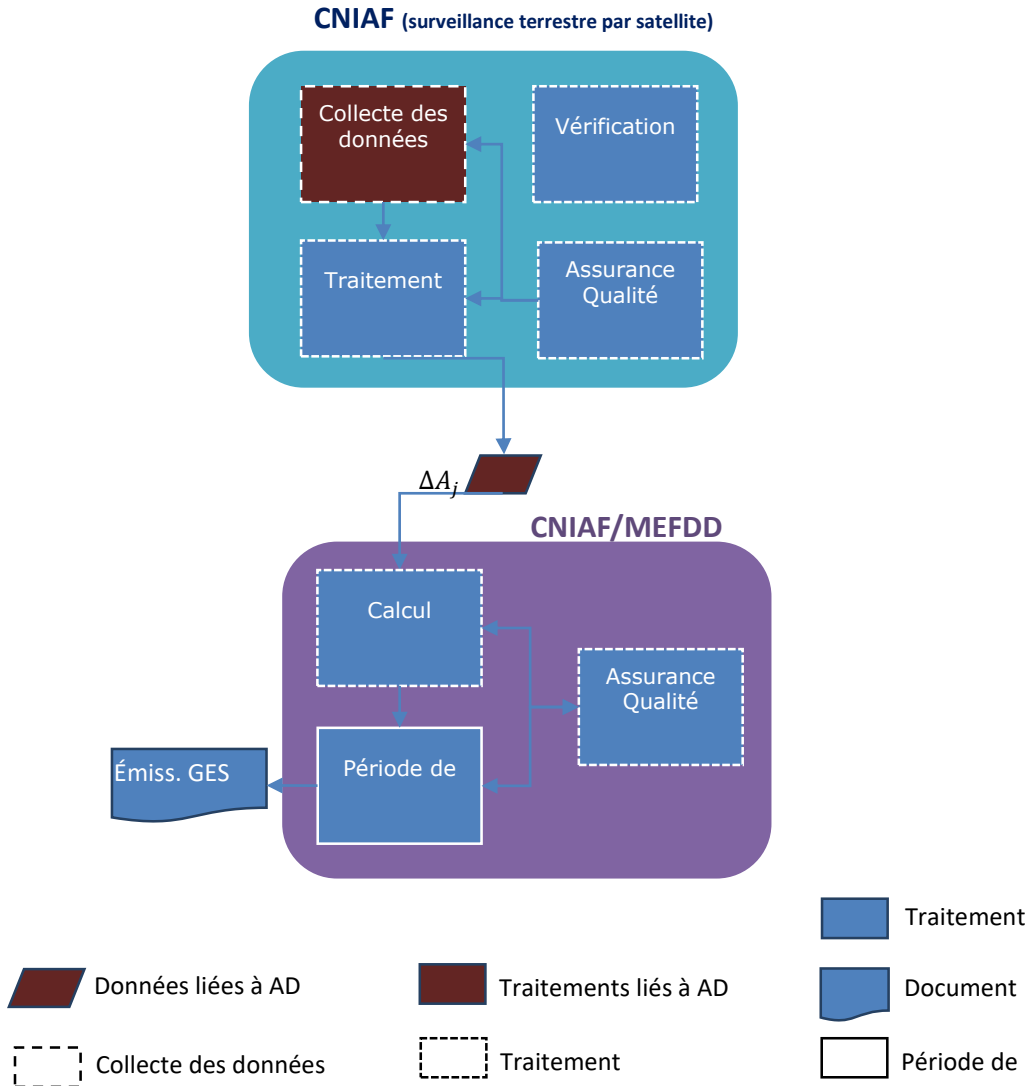 CNIAF (surveillance terrestre par satellite)
Collecte des
données
Vérification
Traitement
Assurance
Qualité
ΔA_j
CNIAF/MEFDD
Calcul
Assurance
Qualité
Période de
Émiss. GES
Traitement
Données liées à AD
Traitements liés à AD
Document
Collecte des données
Traitement
Période de